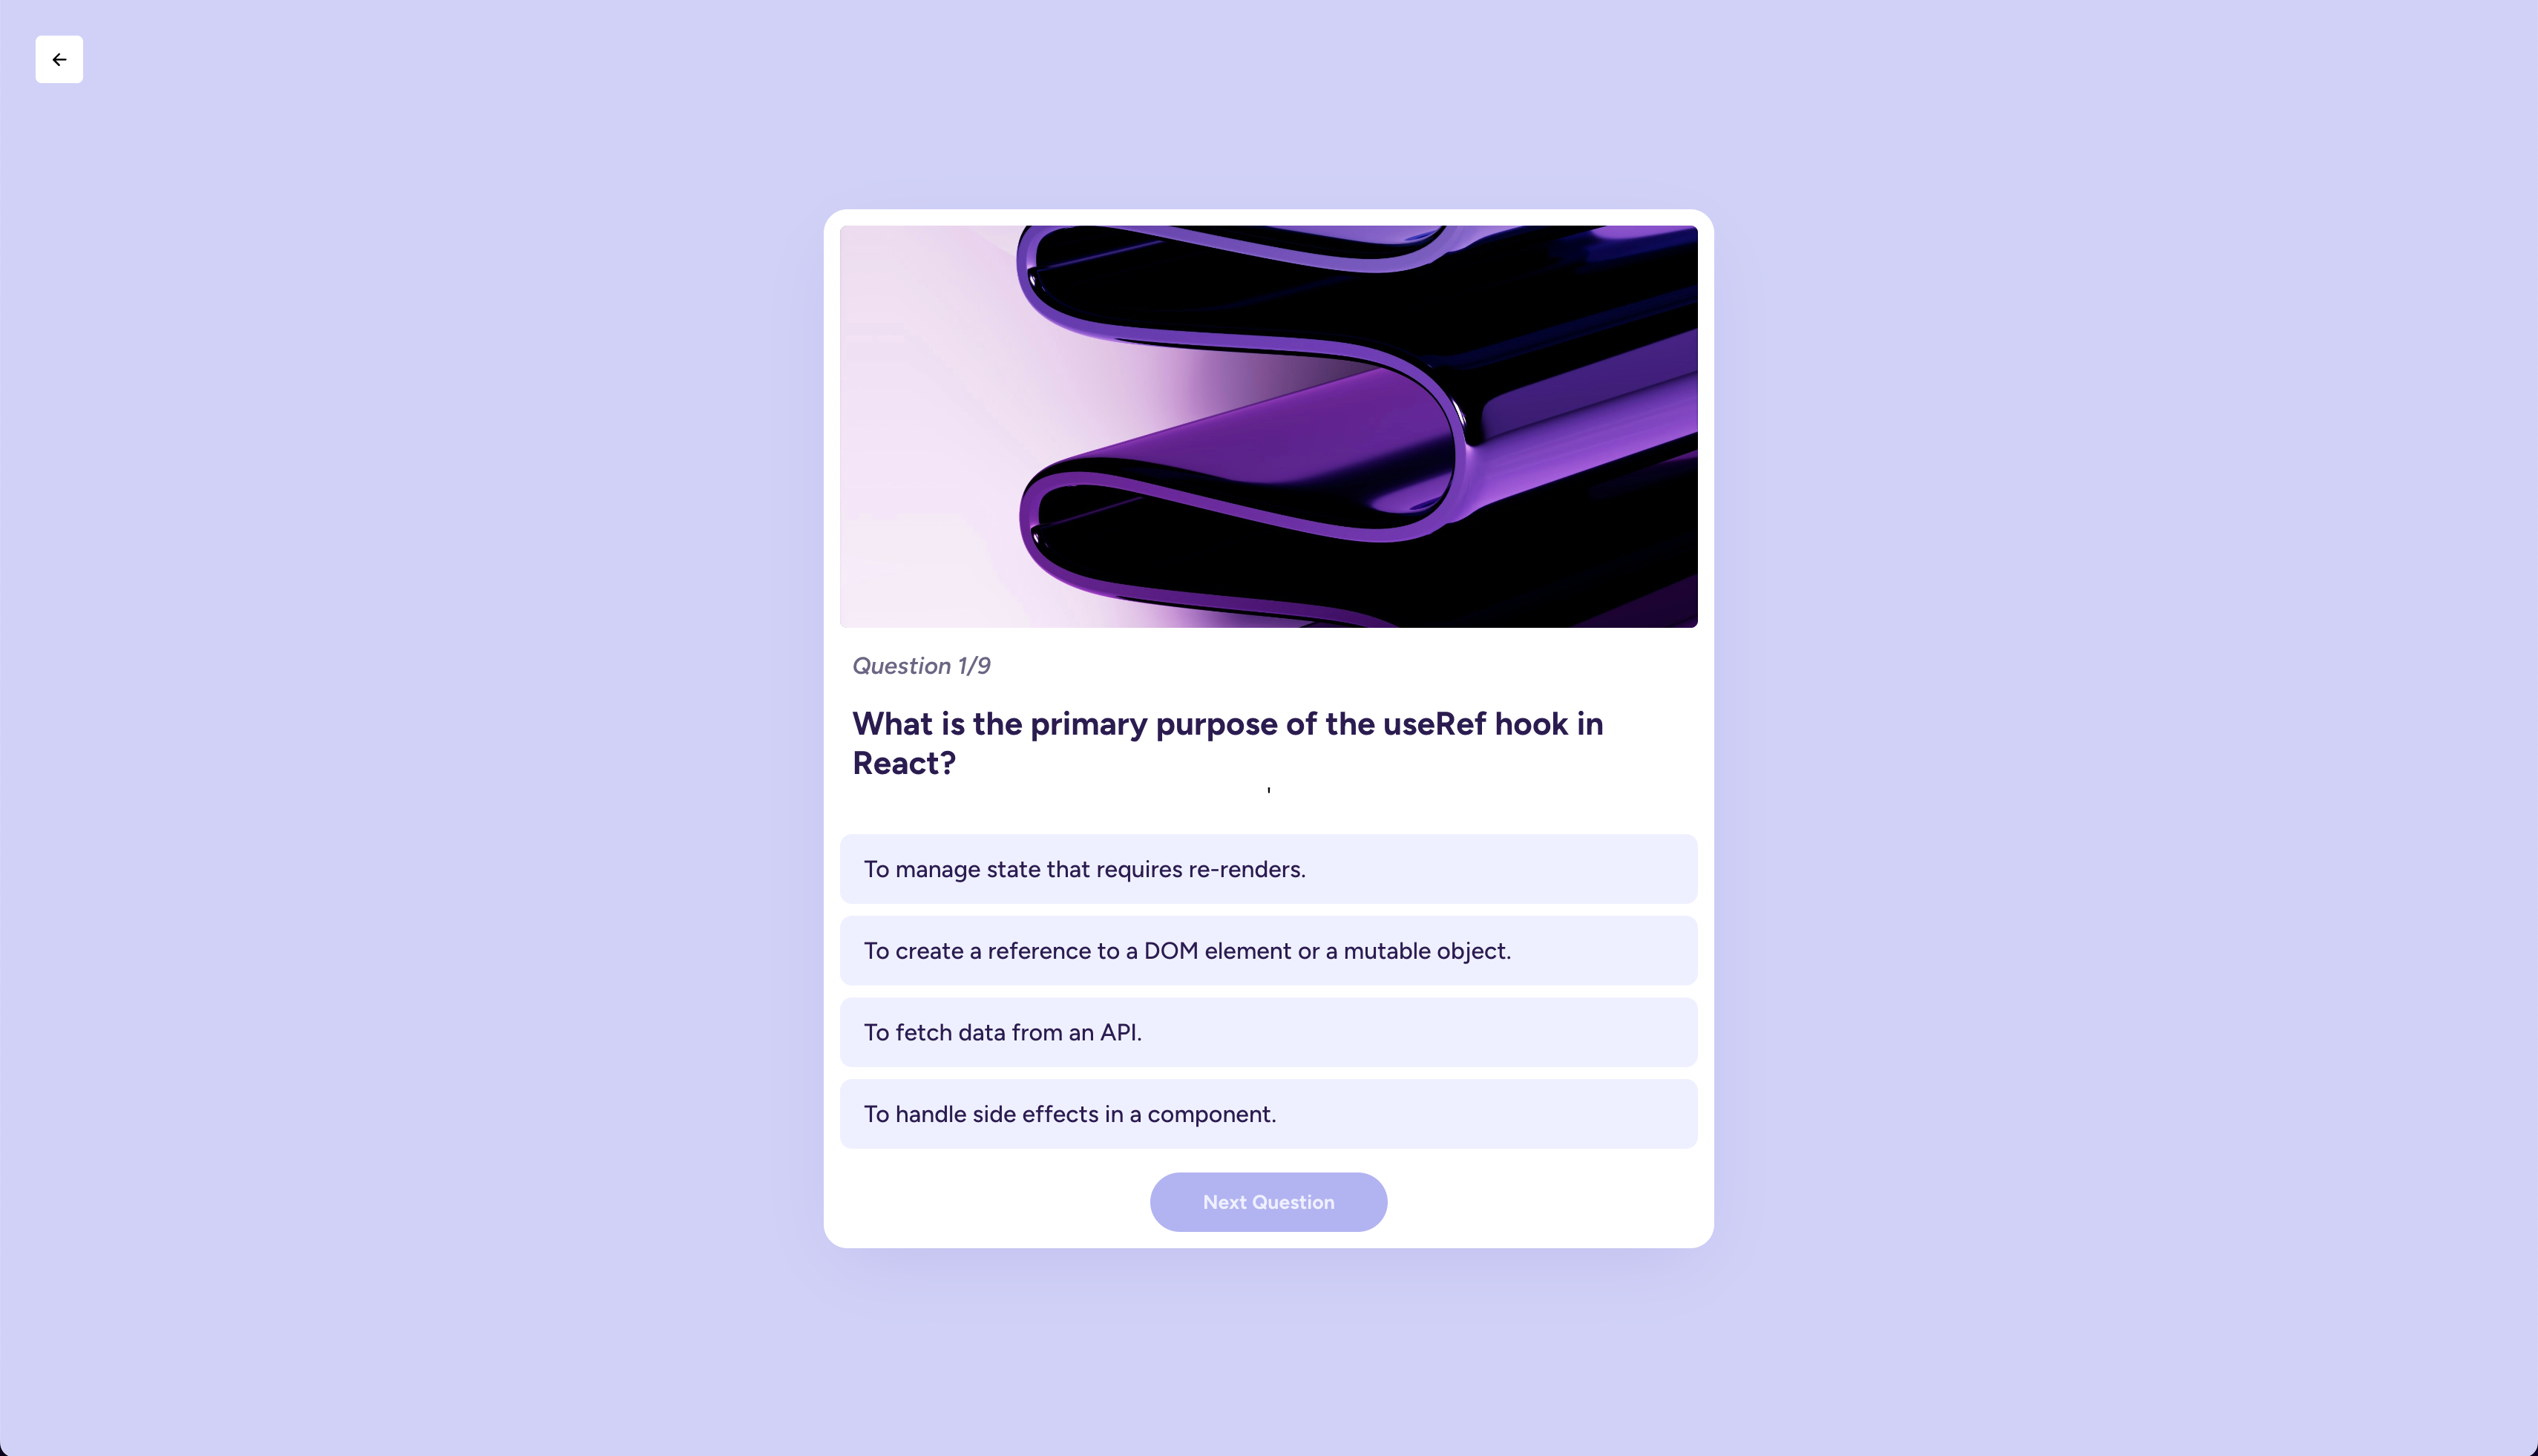 Question 1/9
What is the primary purpose of the useRef hook in
React?
'
To manage state that requires re-renders.
To create a reference to a DOM element or a mutable object.
To fetch data from an API.
To handle side effects in a component.
Next Question